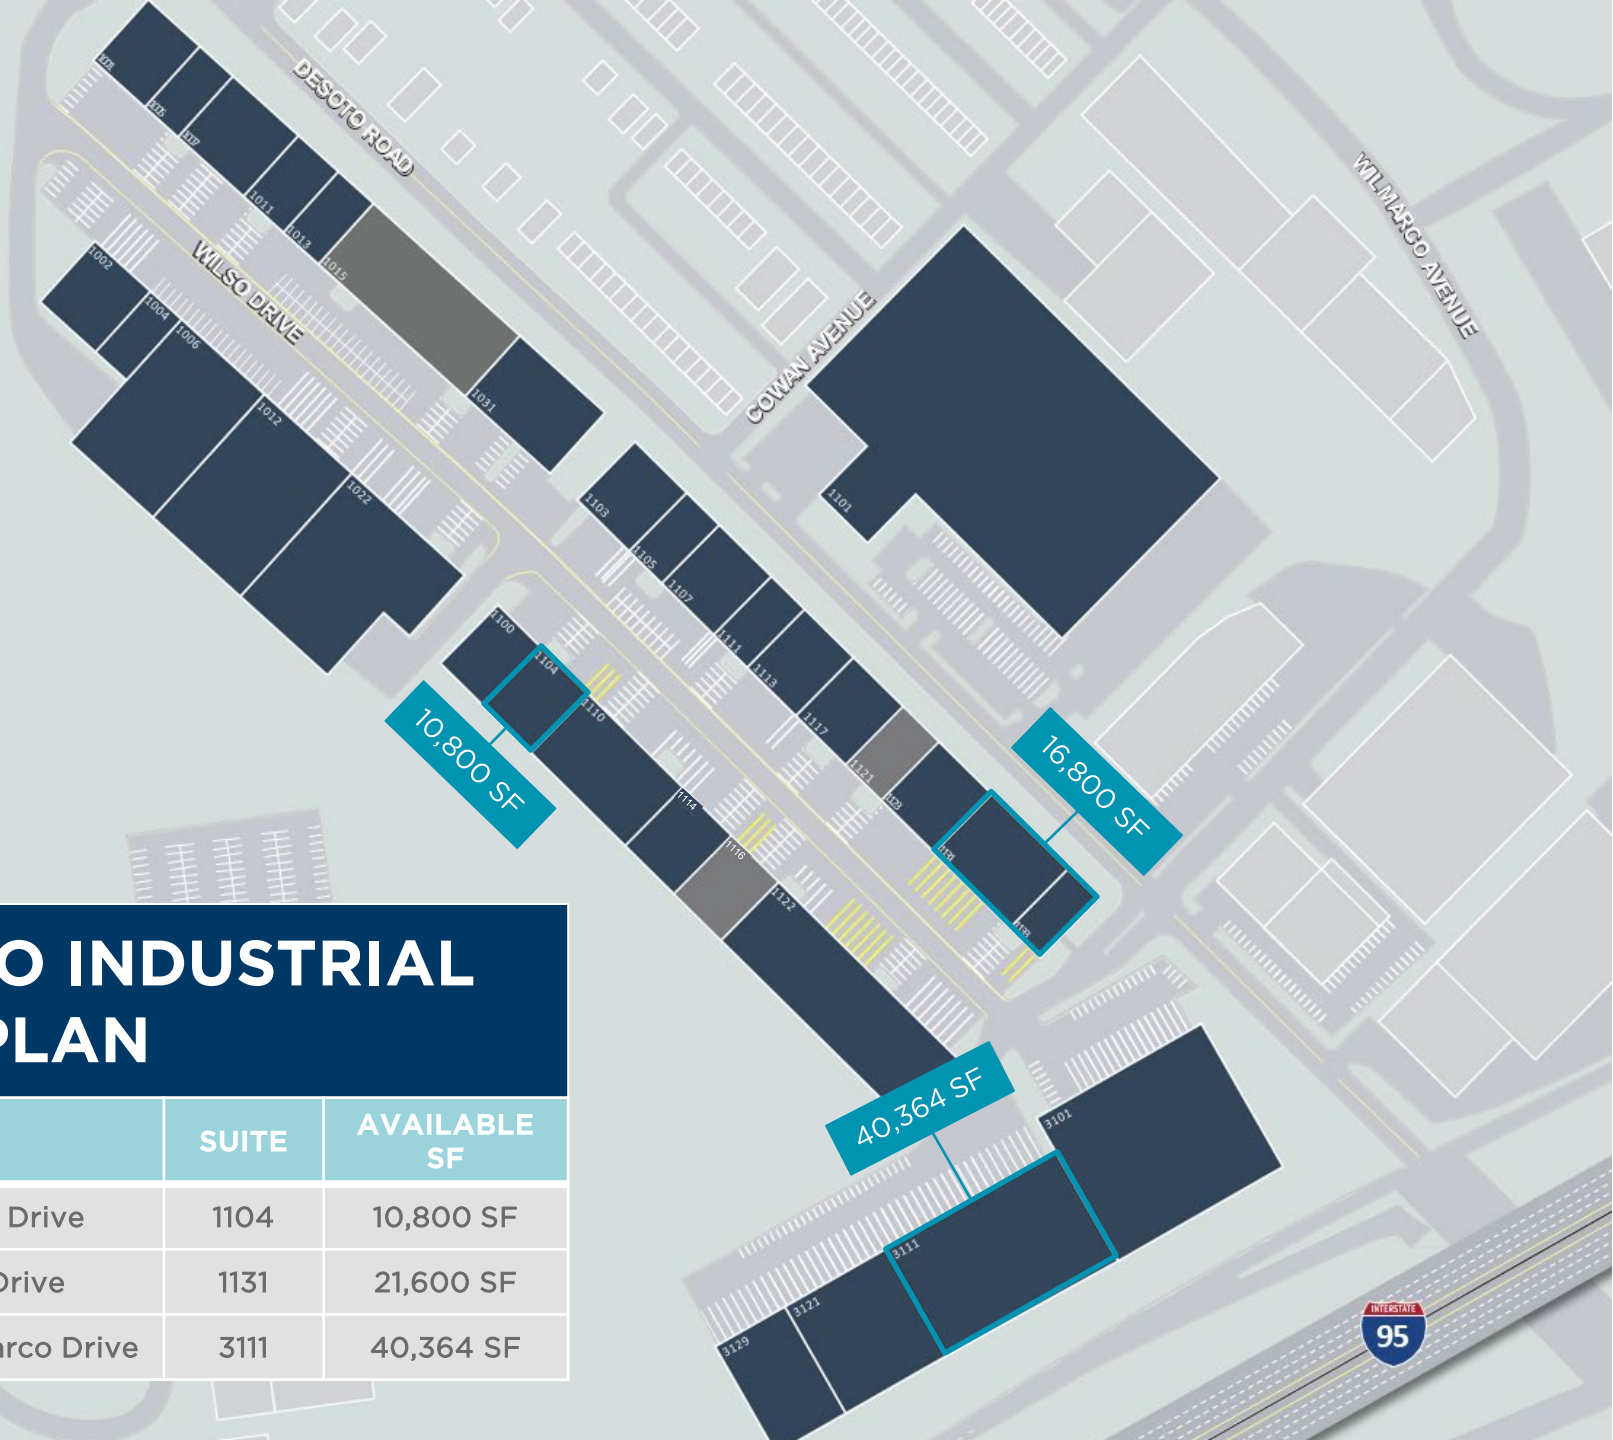 DESOTO ROAD
WILSO DRIVE
COWAN AVENUE
WILMARCO AVENUE
1011
1013
1015
1031
1002
1004
1006
1012
1022
1103
1105
1107
1111
1113
1117
1121
1101
1100
1104
1110
1114
1116
1122
1131
10,800 SF
16,800 SF
40,364 SF
3101
3111
3121
3129
INTERSTATE
95
O INDUSTRIAL
PLAN
SUITE
AVAILABLE
SF
Drive 1104 10,800 SF
Drive 1131 21,600 SF
arco Drive 3111 40,364 SF